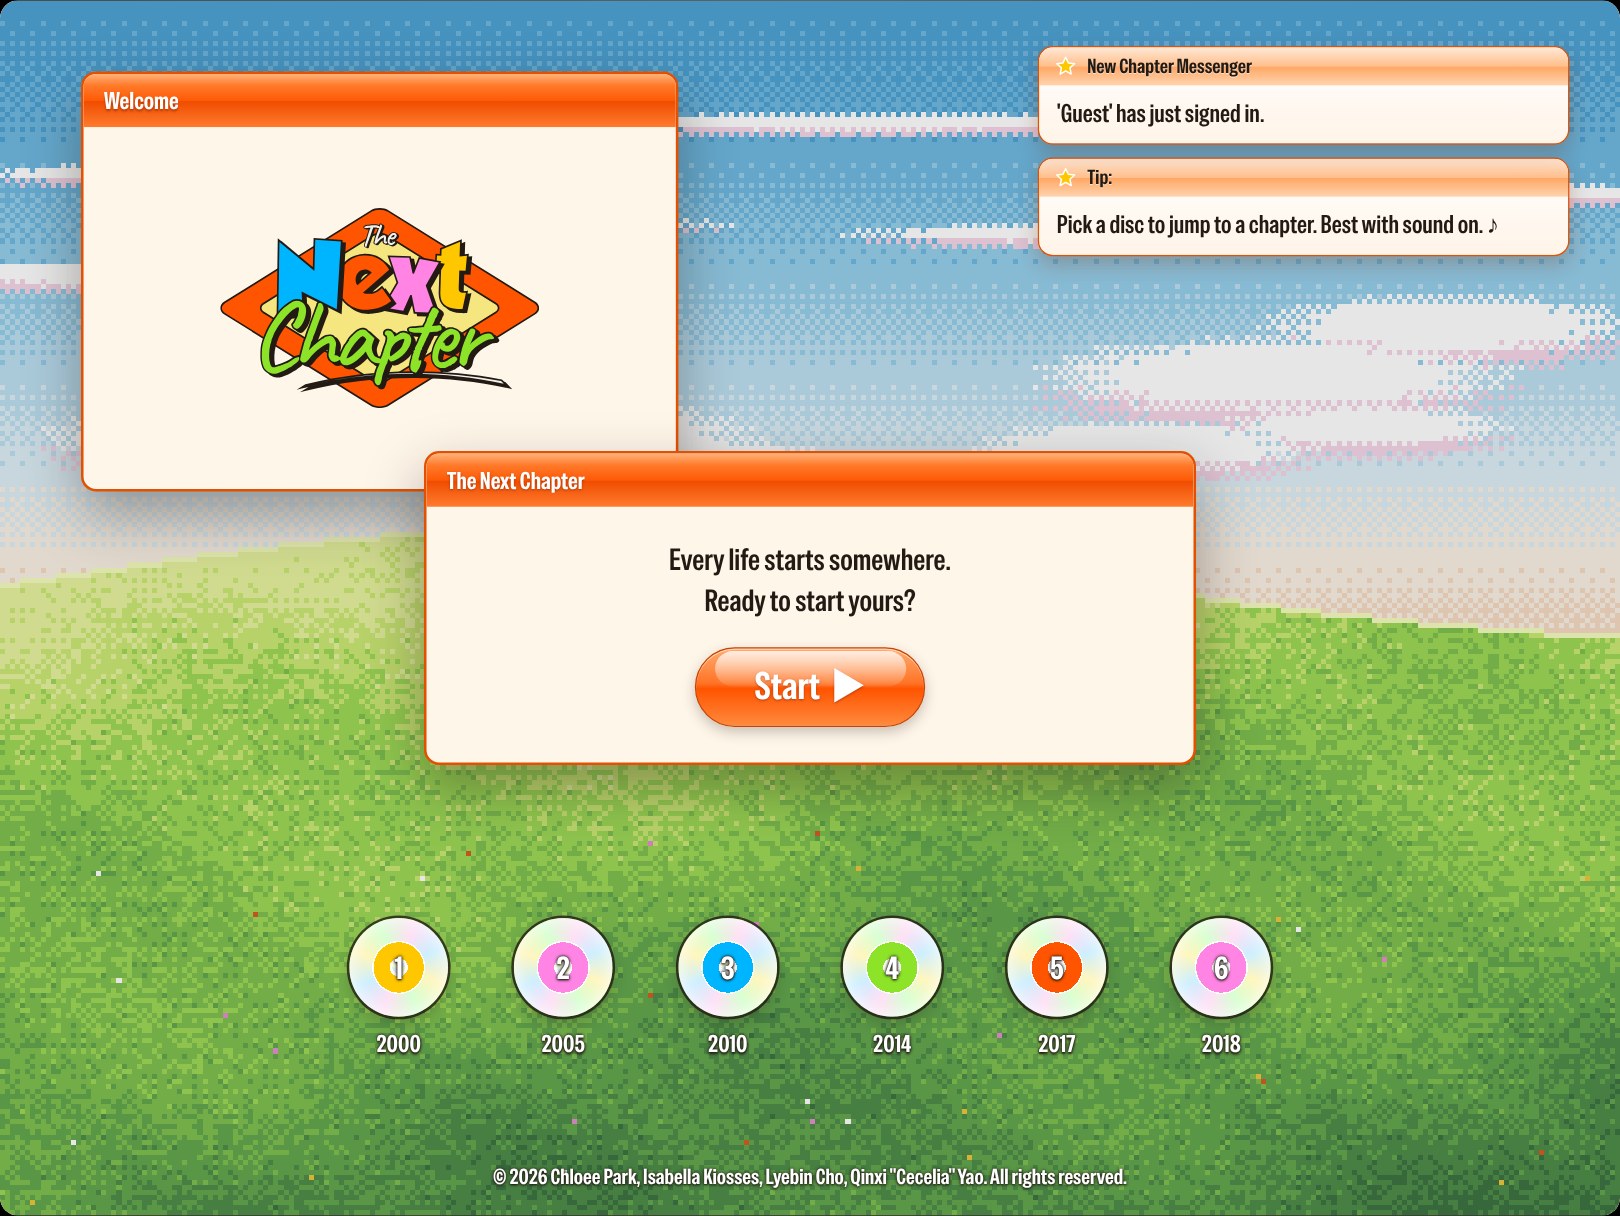 Welcome
The
Next
Chapter
New Chapter Messenger
'Guest' has just signed in.
Tip:
Pick a disc to jump to a chapter. Best with sound on. ♪
The Next Chapter
Every life starts somewhere.
Ready to start yours?
Start ▶
1 2 3 4 5 6
2000 2005 2010 2014 2017 2018
© 2026 Chloee Park, Isabella Kiosses, Lyebin Cho, Qinxi "Cecelia" Yao. All rights reserved.